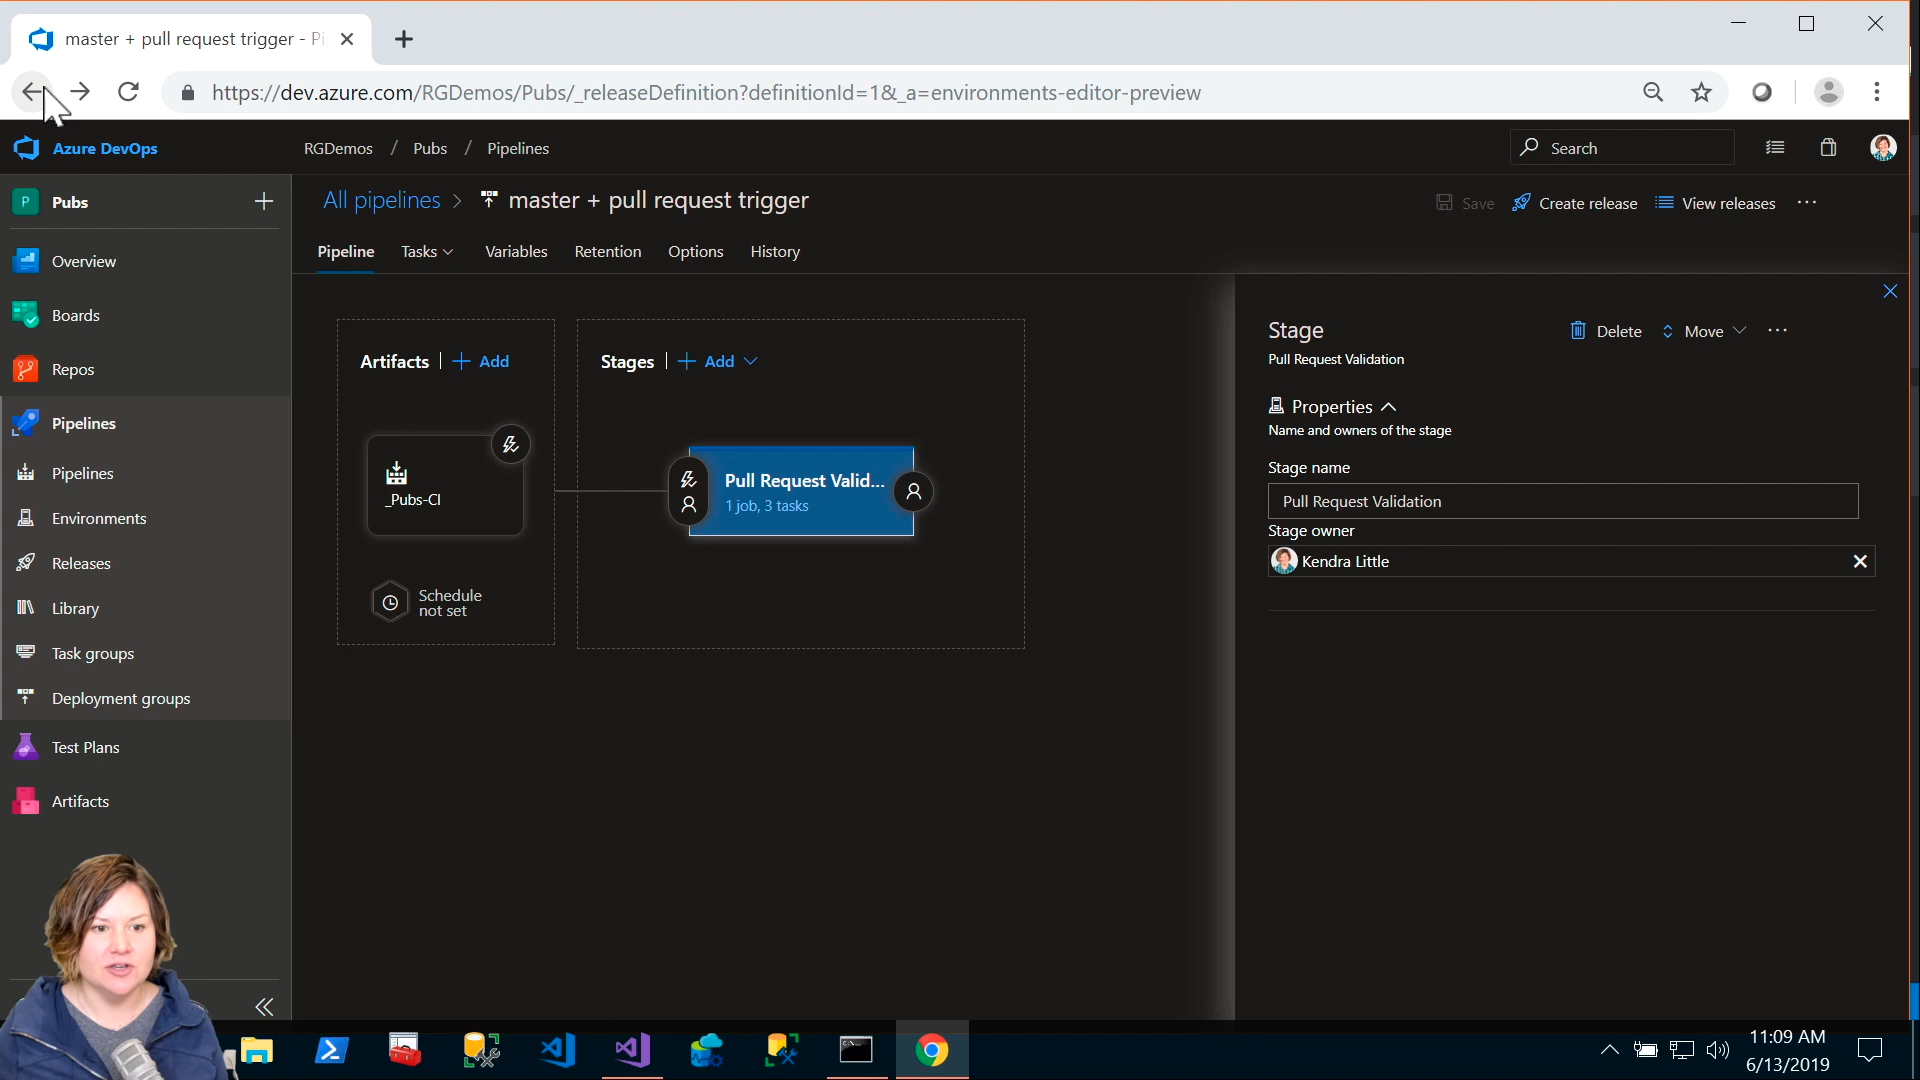 master + pull request trigger - Pi
https://dev.azure.com/RGDemos/Pubs/_releaseDefinition?definitionId=1&_a=environments-editor-preview
Azure DevOps
RGDemos / Pubs / Pipelines
Search
P Pubs
All pipelines > master + pull request trigger
Save
Create release
View releases
Pipeline
Tasks
Variables
Retention
Options
History
Overview
Boards
Repos
Pipelines
Pipelines
Environments
Releases
Library
Task groups
Deployment groups
Test Plans
Artifacts
Artifacts | + Add
_Pubs-CI
Schedule
not set
Stages | + Add
Pull Request Valid...
1 job, 3 tasks
Stage
Pull Request Validation
Delete
Move
Properties
Name and owners of the stage
Stage name
Pull Request Validation
Stage owner
Kendra Little
11:09 AM
6/13/2019